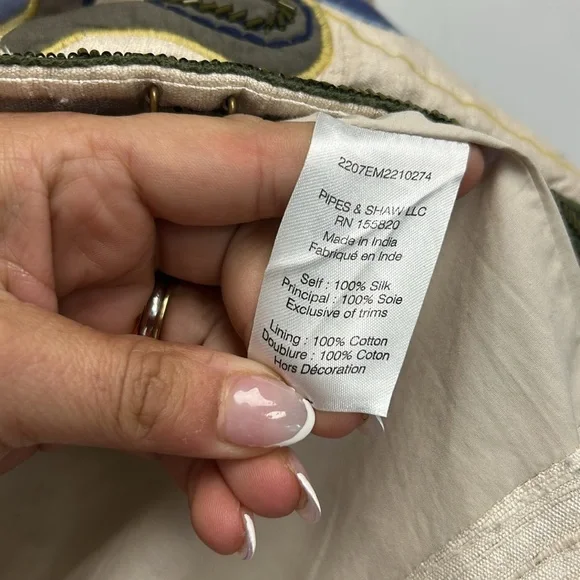 2207EM2210274
PIPES & SHAW LLC
RN 155820
Made in India
Fabriqué en Inde
Self : 100% Silk
Principal : 100% Soie
Exclusive of trims
Lining : 100% Cotton
Doublure : 100% Coton
Hors Décoration